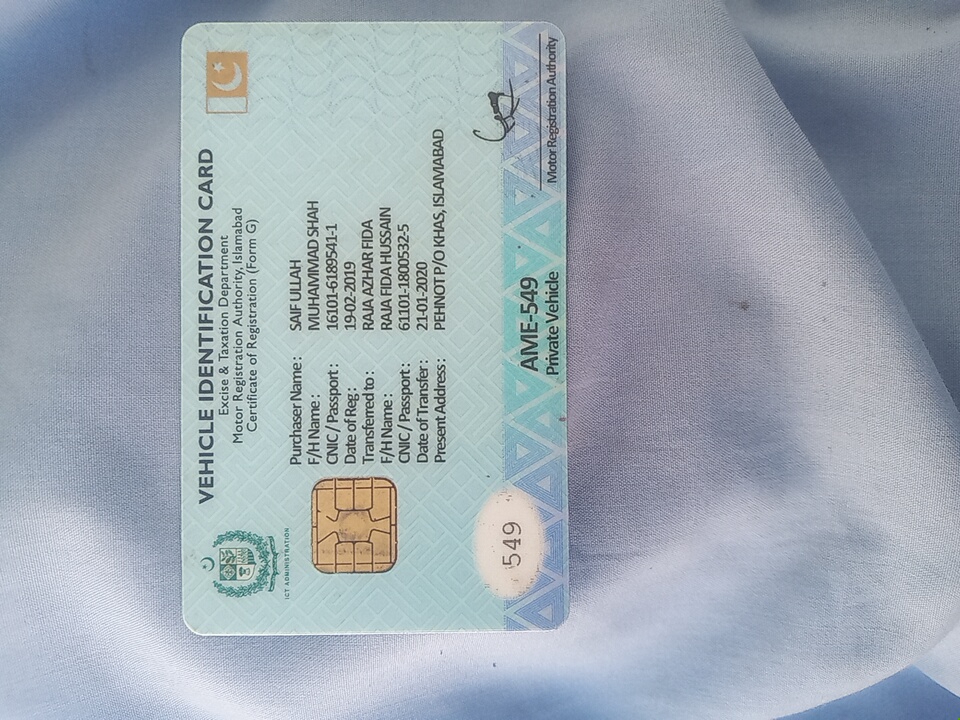 VEHICLE IDENTIFICATION CARD
Excise & Taxation Department
Motor Registration Authority, Islamabad
Certificate of Registration (Form G)
ICT ADMINISTRATION
Purchaser Name : SAIF ULLAH
F/H Name : MUHAMMAD SHAH
CNIC / Passport : 16101-6189541-1
Date of Reg : 19-02-2019
Transferred to : RAJA AZHAR FIDA
F/H Name : RAJA FIDA HUSSAIN
CNIC / Passport : 61101-1800532-5
Date of Transfer : 21-01-2020
Present Address : PEHNOT P/O KHAS, ISLAMABAD
549
AME-549
Private Vehicle
Motor Registration Authority